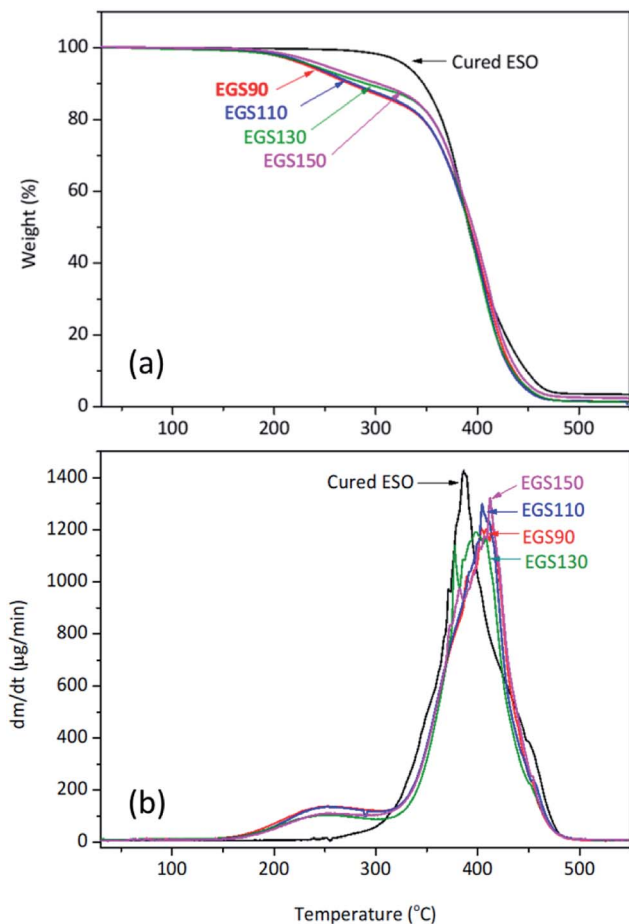 (a)
100
80
60
40
20
0
Weight (%)
Cured ESO
EGS90
EGS110
EGS130
EGS150
100
200
300
400
500
(b)
1400
1200
1000
800
600
400
200
0
dm/dt (µg/min)
Cured ESO
EGS150
EGS110
EGS90
EGS130
100
200
300
400
500
Temperature (°C)